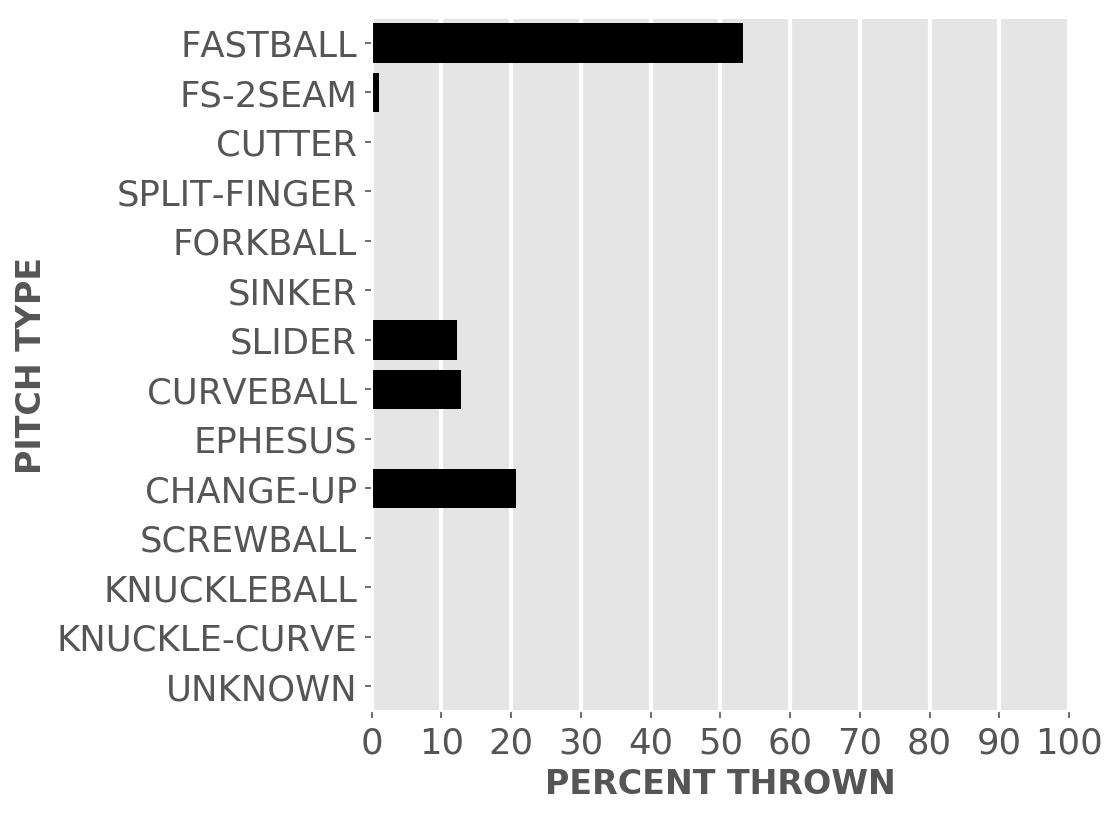 FASTBALL
FS-2SEAM
CUTTER
SPLIT-FINGER
FORKBALL
SINKER
SLIDER
CURVEBALL
EPHESUS
CHANGE-UP
SCREWBALL
KNUCKLEBALL
KNUCKLE-CURVE
UNKNOWN
PITCH TYPE
0 10 20 30 40 50 60 70 80 90 100
PERCENT THROWN